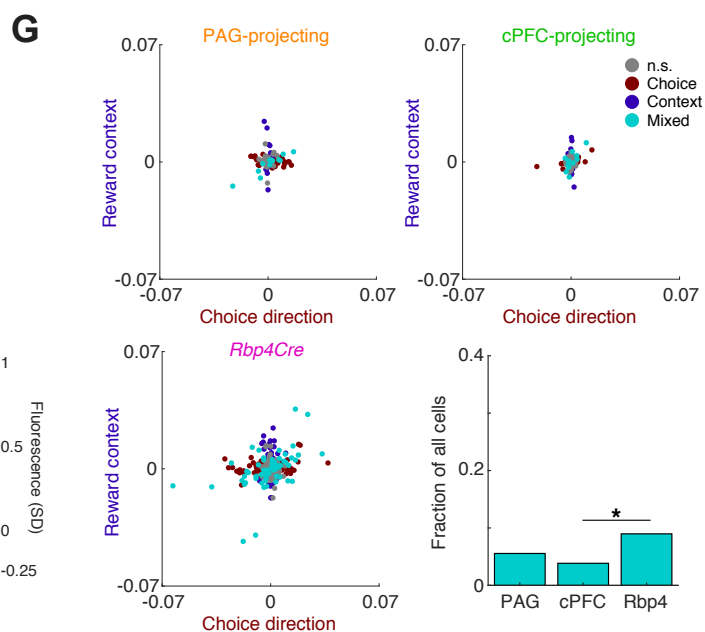 G
PAG-projecting
0.07
Reward context
0
-0.07
-0.07 0 0.07
Choice direction
cPFC-projecting
0.07
n.s.
Choice
Context
Mixed
Reward context
0
-0.07
-0.07 0 0.07
Choice direction
1
0.5
0
-0.25
Fluorescence (SD)
Rbp4Cre
0.07
Reward context
0
-0.07
-0.07 0 0.07
Choice direction
0.4
Fraction of all cells
0.2
*
0
PAG cPFC Rbp4